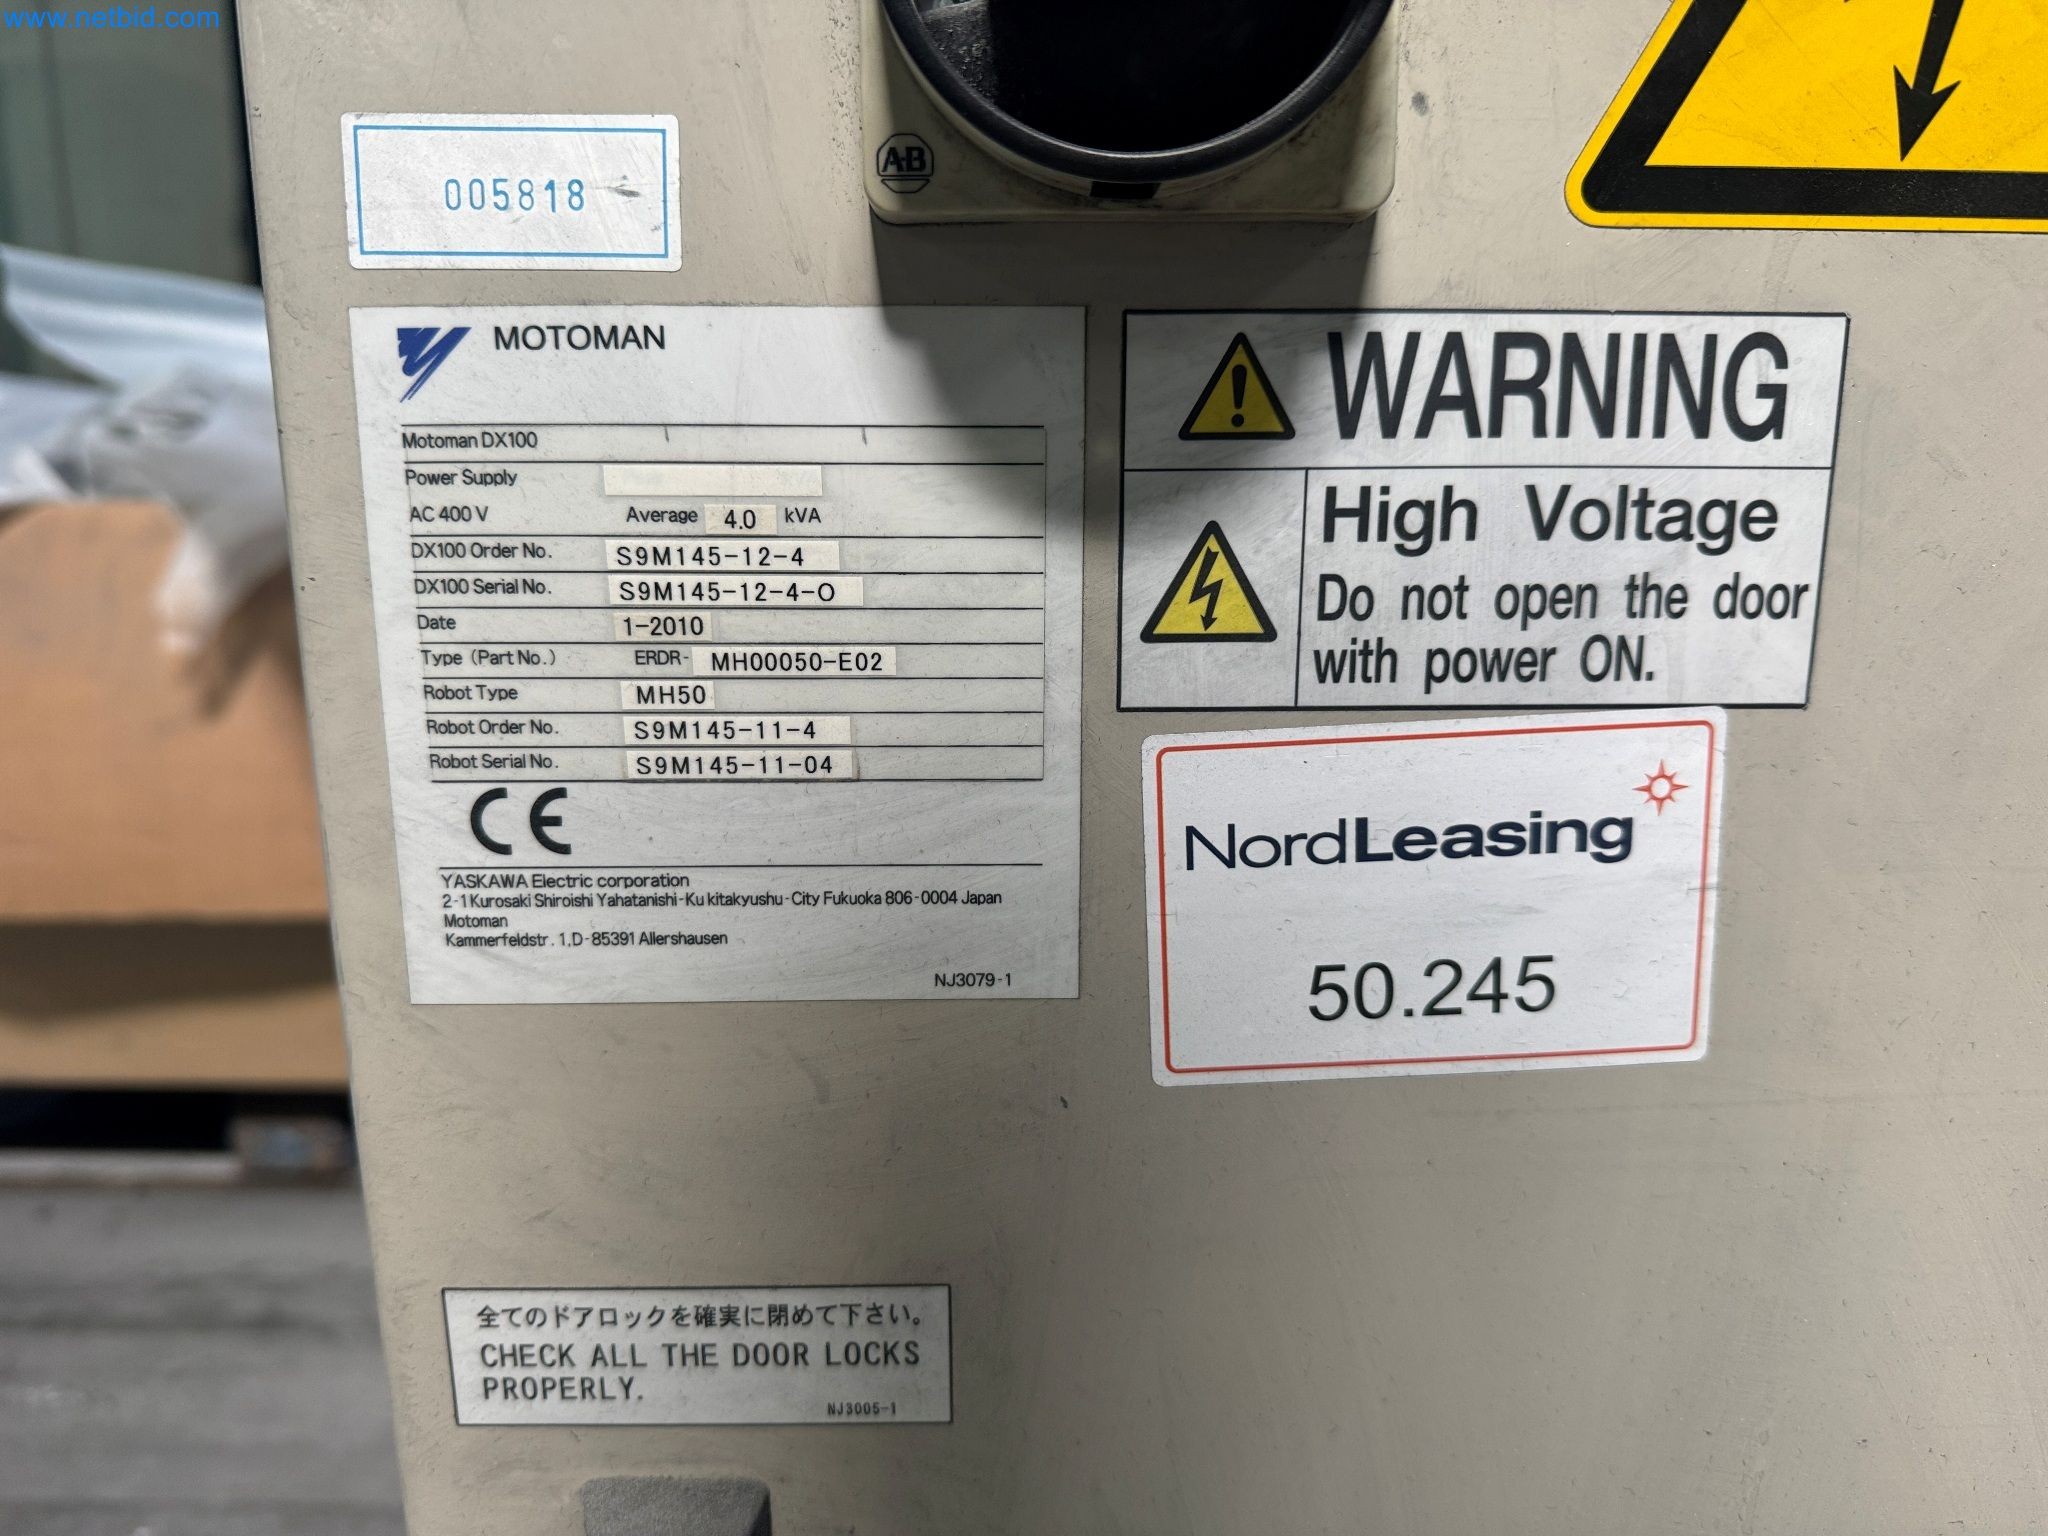 www.netbid.com
A-B
005818
MOTOMAN
Motoman DX100
Power Supply
AC 400 V Average 4.0 kVA
DX100 Order No. S9M145-12-4
DX100 Serial No. S9M145-12-4-0
Date 1-2010
Type (Part No.) ERDR- MH00050-E02
Robot Type MH50
Robot Order No. S9M145-11-4
Robot Serial No. S9M145-11-04
CE
YASKAWA Electric corporation
2-1 Kurosaki Shiroishi Yahatanishi-Ku kitakyushu-City Fukuoka 806-0004 Japan
Motoman
Kammerfeldstr. 1,D-85391 Allershausen
NJ3079-1
WARNING
High Voltage
Do not open the door
with power ON.
NordLeasing
50.245
全てのドアロックを確実に閉めて下さい。
CHECK ALL THE DOOR LOCKS
PROPERLY.
NJ3005-1